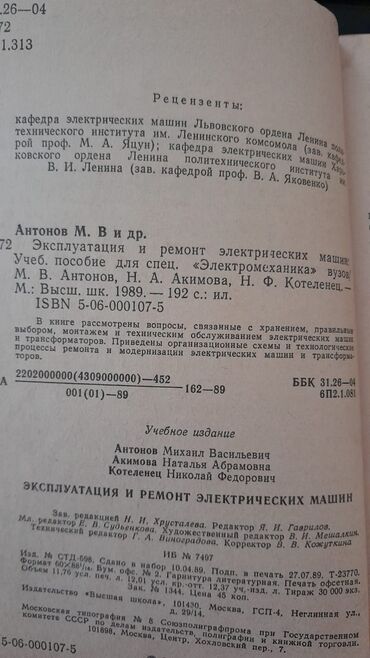 .26—04
72
1.313
Рецензенты:
кафедра электрических машин Львовского ордена Ленина поли-
технического института им. Ленинского комсомола (зав. кафед-
рой проф. М. А. Яцун); кафедра электрических машин Харь-
ковского ордена Ленина политехнического института им.
В. И. Ленина (зав. кафедрой проф. В. А. Яковенко)
Антонов М. В и др.
72 Эксплуатация и ремонт электрических машин:
Учеб. пособие для спец. «Электромеханика» вузов/
М. В. Антонов, Н. А. Акимова, Н. Ф. Котеленец.—
М.: Высш. шк. 1989.— 192 с.: ил.
ISBN 5-06-000107-5
В книге рассмотрены вопросы, связанные с хранением, правильным
выбором, монтажем и техническим обслуживанием электрических машин
и трансформаторов. Приведены организационные схемы и технологические
процессы ремонта и модернизации электрических машин и трансформа-
торов.
А 2202000000(4309000000)—452
001(01)—89 162—89
ББК 31.26—04
6П2.1.081
Учебное издание
Антонов Михаил Васильевич
Акимова Наталья Абрамовна
Котеленец Николай Федорович
ЭКСПЛУАТАЦИЯ И РЕМОНТ ЭЛЕКТРИЧЕСКИХ МАШИН
Зав. редакцией Н. И. Хрусталева. Редактор Я. И. Гаврилов.
Мл. редактор Е. В. Судьенкова. Художественный редактор В. И. Мешалкин.
Технический редактор Г. А. Виноградова. Корректор В. В. Кожуткина
ИБ № 7497
Изд. № СТД-598. Сдано в набор 10.04.89. Подп. в печать 27.07.89. Т-23770.
Формат 60×88¹/₁₆ Бум. офс. № 2. Гарнитура литературная. Печать офсетная.
Объем 11,76 усл. печ. л. 12,01 усл. кр.-отт. 12,37 уч.-изд. л. Тираж 30 000 экз.
Зак. № 1344. Цена 45 коп.
Издательство «Высшая школа», 101430, Москва, ГСП-4, Неглинная ул.,
д. 29/14.
Московская типография № 8 Союзполиграфпрома при Государственном
комитете СССР по делам издательств, полиграфии и книжной торговли.
101898, Москва, Центр, Хохловский пер., 7.
5-06-000107-5